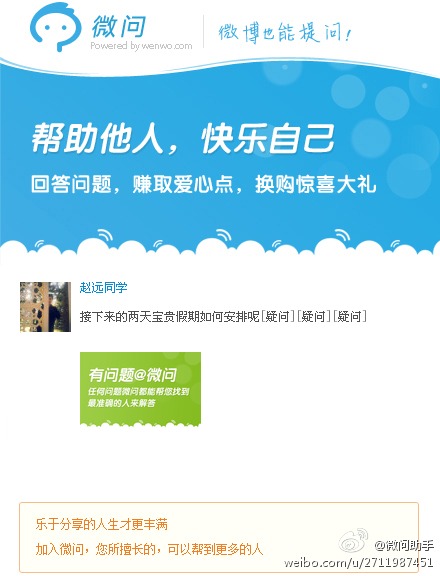 微问
Powered by wenwo.com
微博也能提问!
帮助他人，快乐自己
回答问题，赚取爱心点，换购惊喜大礼
赵远同学
接下来的两天宝贵假期如何安排呢[疑问][疑问][疑问]
有问题@微问
任何问题微问都能帮您找到
最准确的人来解答
乐于分享的人生才更丰满
加入微问，您所擅长的，可以帮到更多的人
@微问助手
weibo.com/u/2711987451